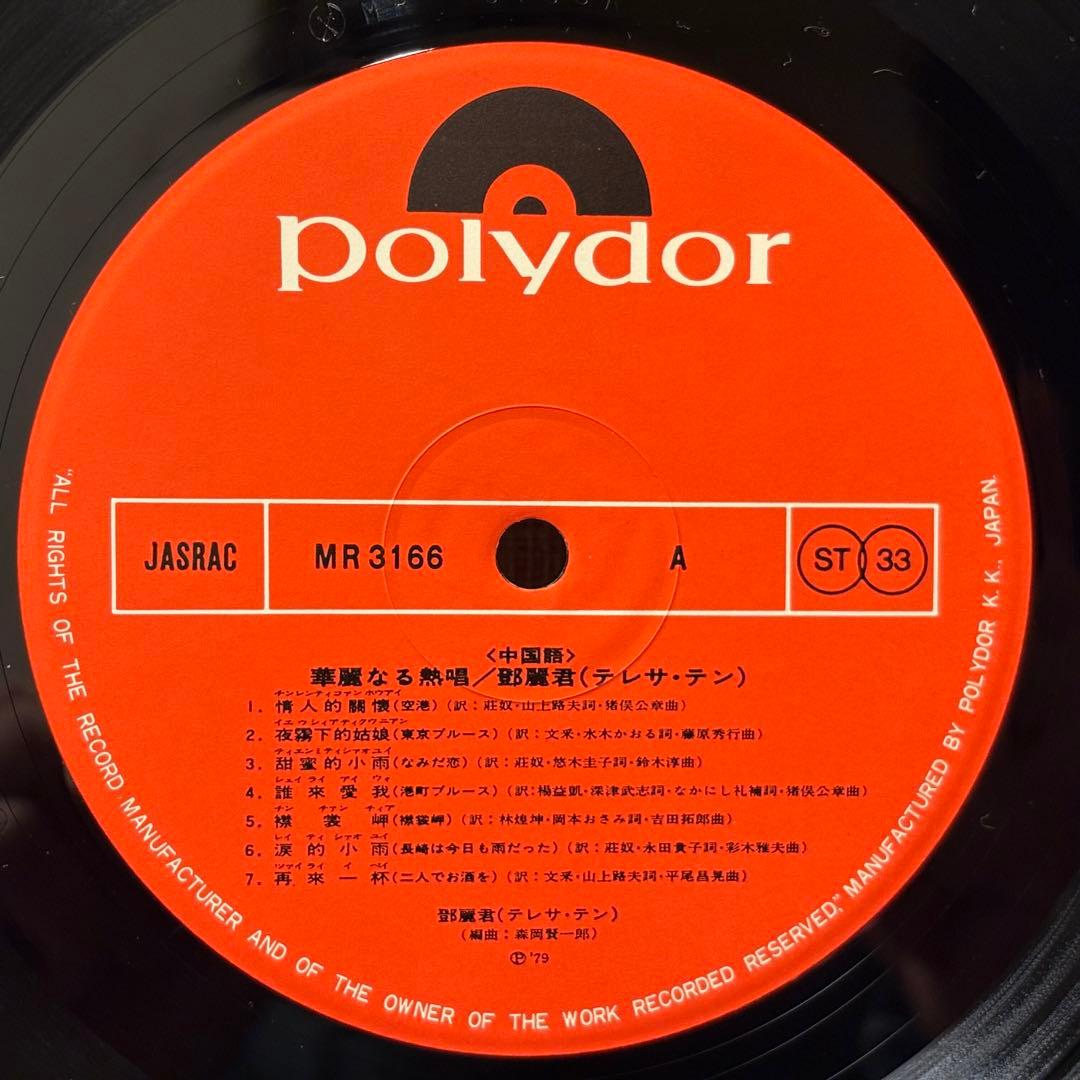 polydor
JASRAC MR 3166 A ST 33
〈中国語〉
華麗なる熱唱/鄧麗君(テレサ・テン)
チンレンティコァンホウアイ
1. 情人的關懷(空港)(訳:莊奴・山上路夫詞・猪俣公章曲)
イエウシィアティクウニアン
2. 夜霧下的姑娘(東京ブルース)(訳:文采・水木かおる詞・藤原秀行曲)
ティエンミティシァオユイ
3. 甜蜜的小雨(なみだ恋)(訳:莊奴・悠木圭子詞・鈴木淳曲)
シェイ ライ アイ ウォ
4. 誰來愛我(港町ブルース)(訳:楊益凱・深津武志詞・なかにし礼補詞・猪俣公章曲)
チン チァン ティア
5. 襟裳岬(襟裳岬)(訳:林煌坤・岡本おさみ詞・吉田拓郎曲)
レイ ティ シァオ ユイ
6. 涙的小雨(長崎は今日も雨だった)(訳:莊奴・永田貴子詞・彩木雅夫曲)
ツァイ ライ イ ペイ
7. 再來一杯(二人でお酒を)(訳:文采・山上路夫詞・平尾昌晃曲)
鄧麗君(テレサ・テン)
(編曲:森岡賢一郎)
Ⓟ '79
"ALL RIGHTS OF THE RECORD MANUFACTURER AND OF THE OWNER OF THE WORK RECORDED RESERVED," MANUFACTURED BY POLYDOR K. K., JAPAN.